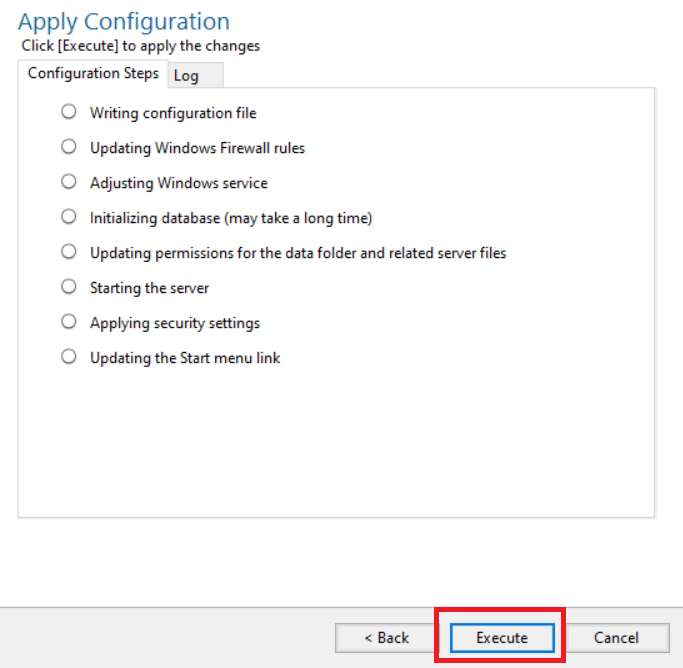 Apply Configuration
Click [Execute] to apply the changes
Configuration Steps
Log
Writing configuration file
Updating Windows Firewall rules
Adjusting Windows service
Initializing database (may take a long time)
Updating permissions for the data folder and related server files
Starting the server
Applying security settings
Updating the Start menu link
< Back
Execute
Cancel